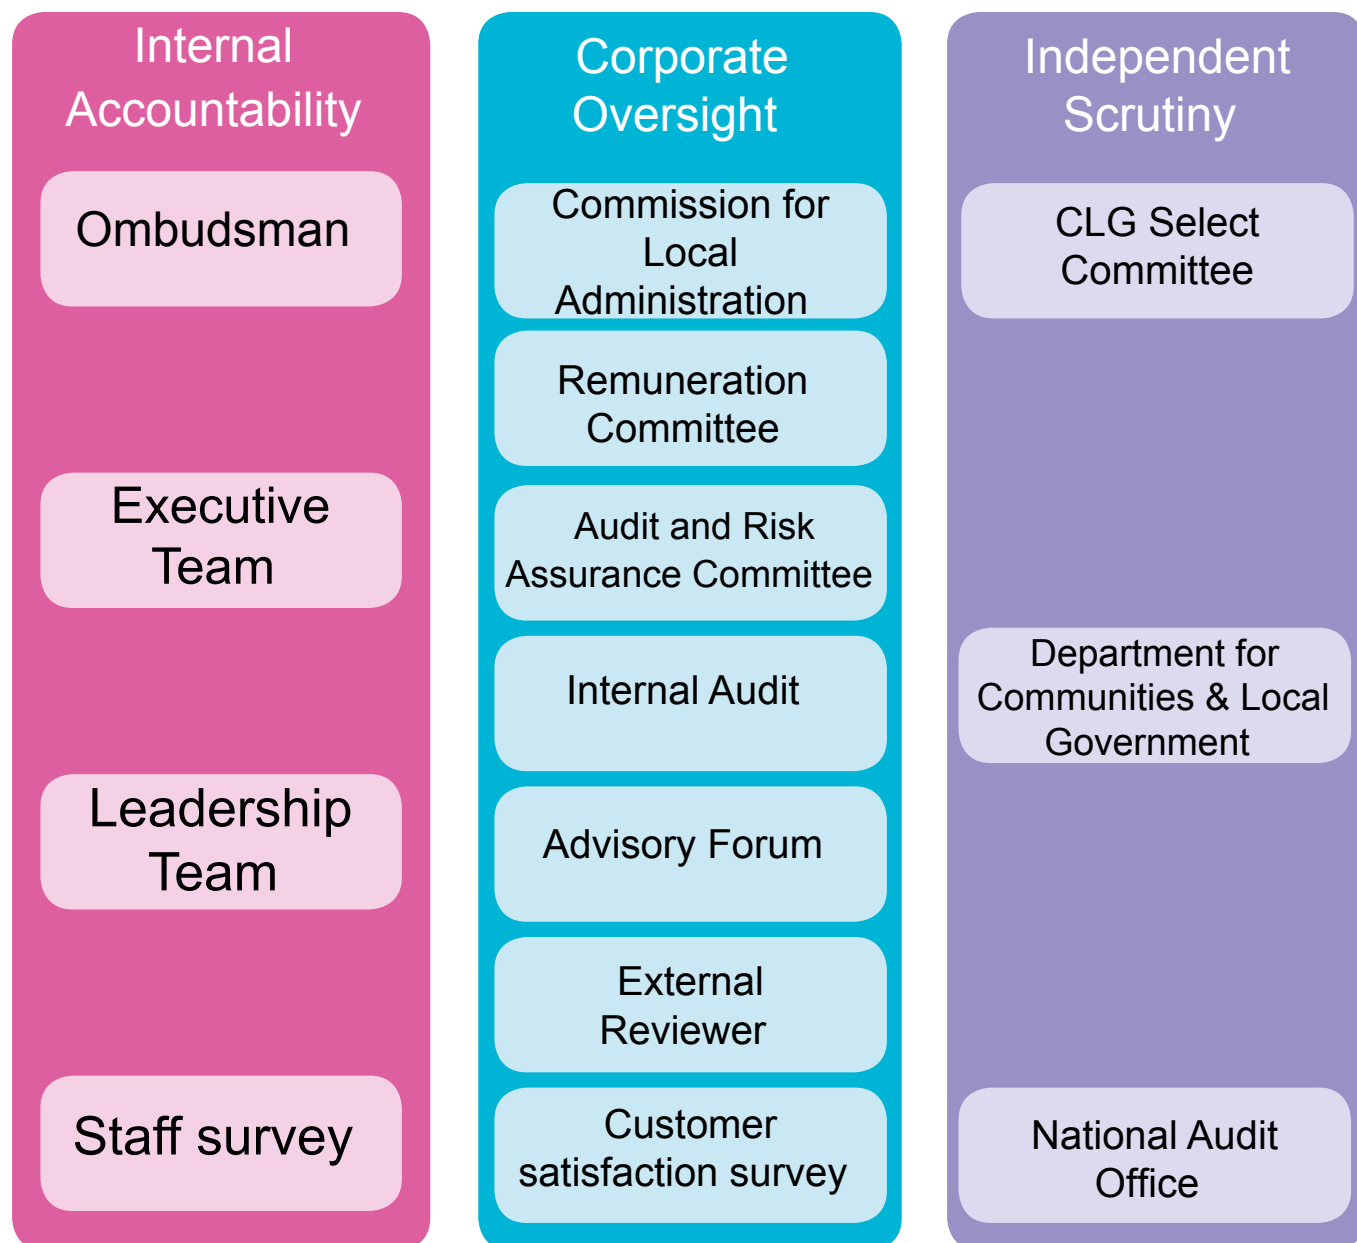 Internal
Accountability
Ombudsman
Executive
Team
Leadership
Team
Staff survey
Corporate
Oversight
Commission for
Local
Administration
Remuneration
Committee
Audit and Risk
Assurance Committee
Internal Audit
Advisory Forum
External
Reviewer
Customer
satisfaction survey
Independent
Scrutiny
CLG Select
Committee
Department for
Communities & Local
Government
National Audit
Office